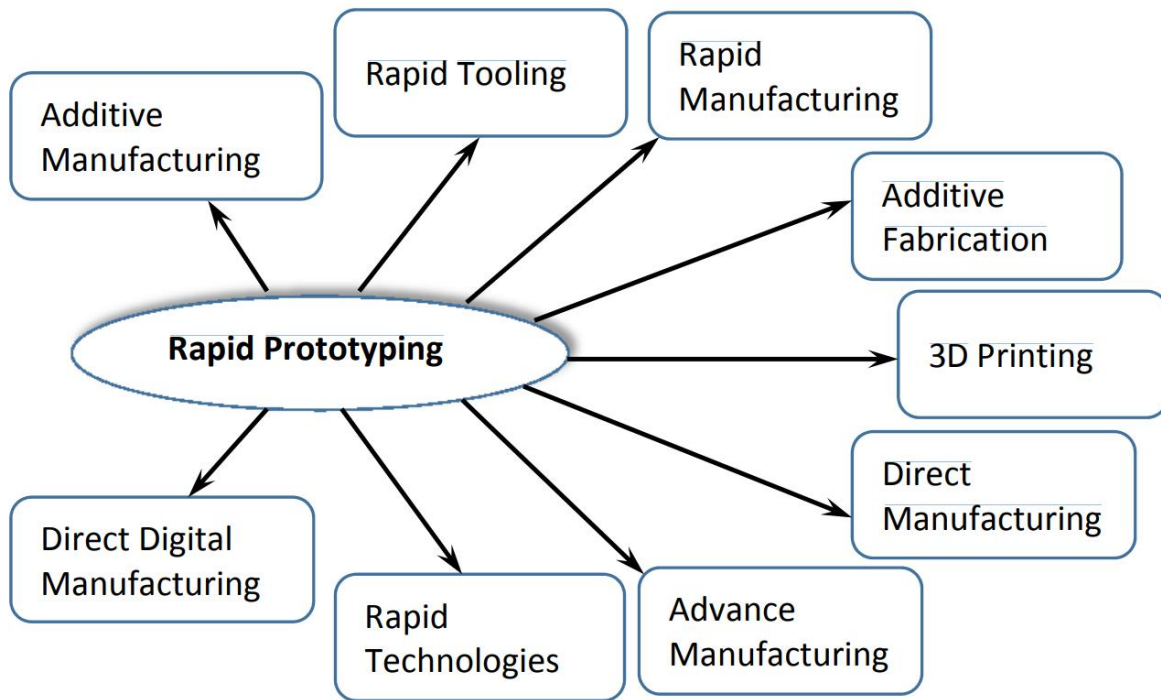 Rapid Tooling
Rapid
Manufacturing
Additive
Manufacturing
Additive
Fabrication
Rapid Prototyping
3D Printing
Direct
Manufacturing
Direct Digital
Manufacturing
Rapid
Technologies
Advance
Manufacturing